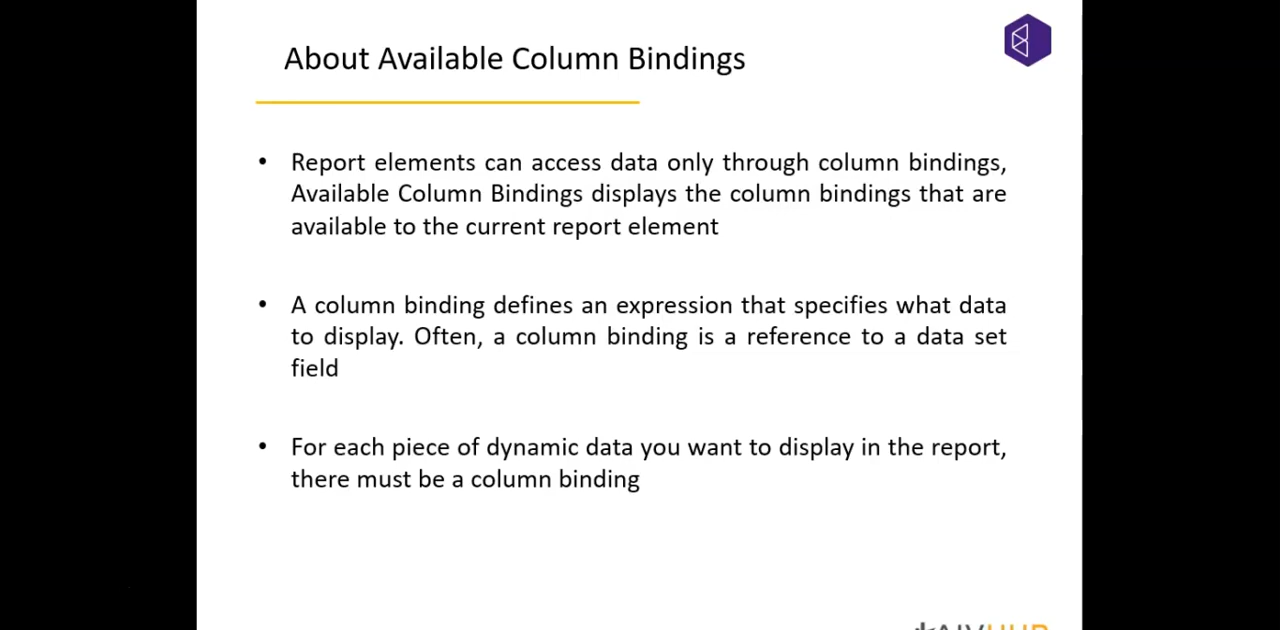 About Available Column Bindings
• Report elements can access data only through column bindings,
Available Column Bindings displays the column bindings that are
available to the current report element
• A column binding defines an expression that specifies what data
to display. Often, a column binding is a reference to a data set
field
• For each piece of dynamic data you want to display in the report,
there must be a column binding